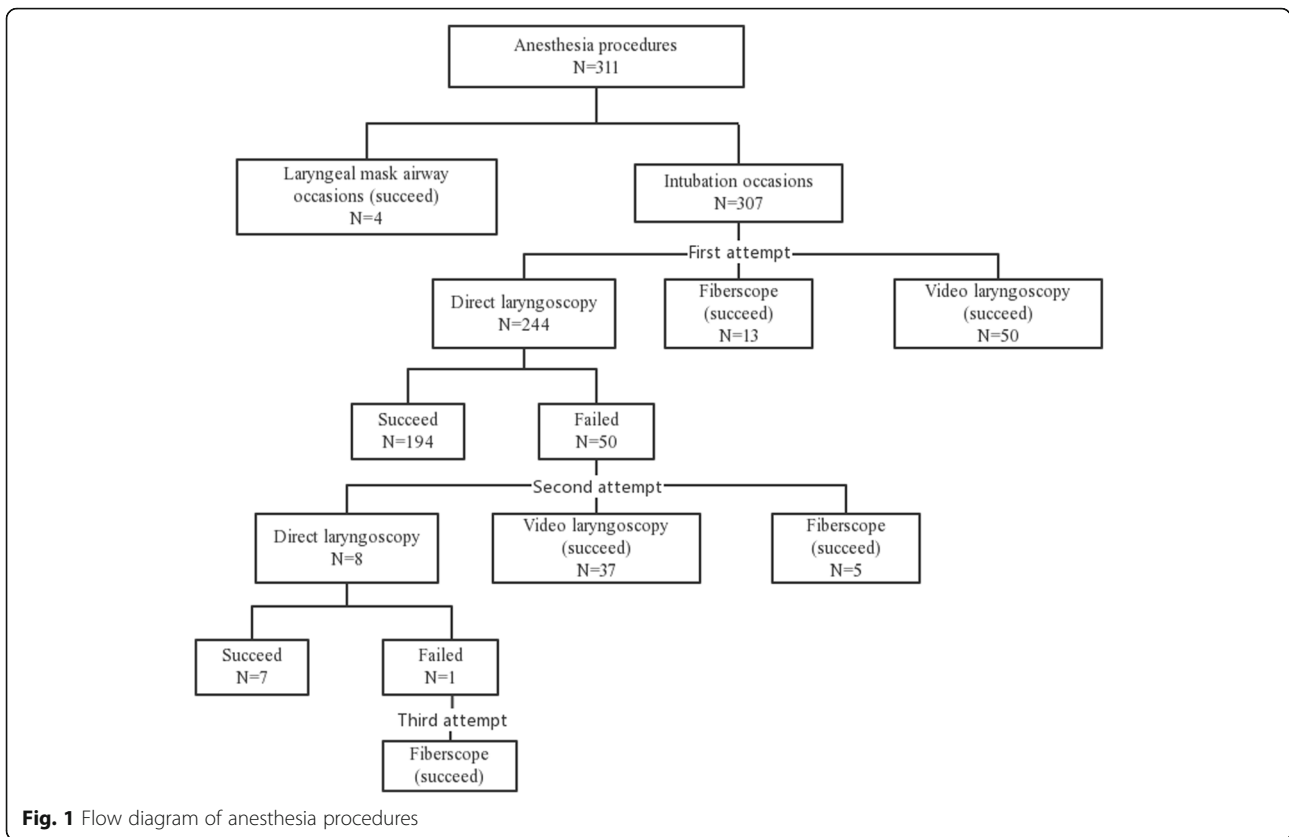 Anesthesia procedures
N=311
Laryngeal mask airway
occasions (succeed)
N=4
Intubation occasions
N=307
First attempt
Direct laryngoscopy
N=244
Fiberscope
(succeed)
N=13
Video laryngoscopy
(succeed)
N=50
Succeed
N=194
Failed
N=50
Second attempt
Direct laryngoscopy
N=8
Video laryngoscopy
(succeed)
N=37
Fiberscope
(succeed)
N=5
Succeed
N=7
Failed
N=1
Third attempt
Fiberscope
(succeed)
Fig. 1 Flow diagram of anesthesia procedures